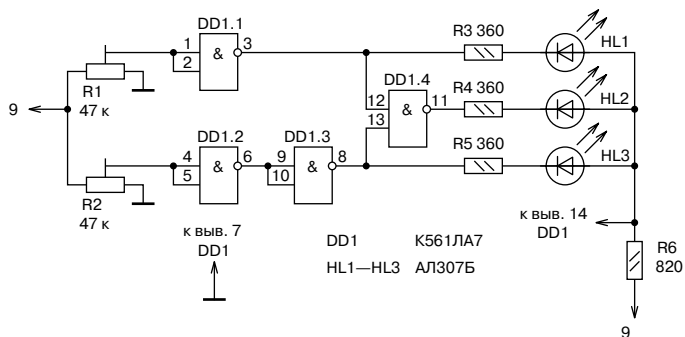 DD1.1
1
2
&
3
R1
47 к
9
R3 360
HL1
DD1.4
12
13
&
11
R4 360
HL2
DD1.2
4
5
&
6
DD1.3
9
10
&
8
R5 360
HL3
R2
47 к
к выв. 7
DD1
DD1 К561ЛА7
HL1—HL3 АЛ307Б
к выв. 14
DD1
R6
820
9